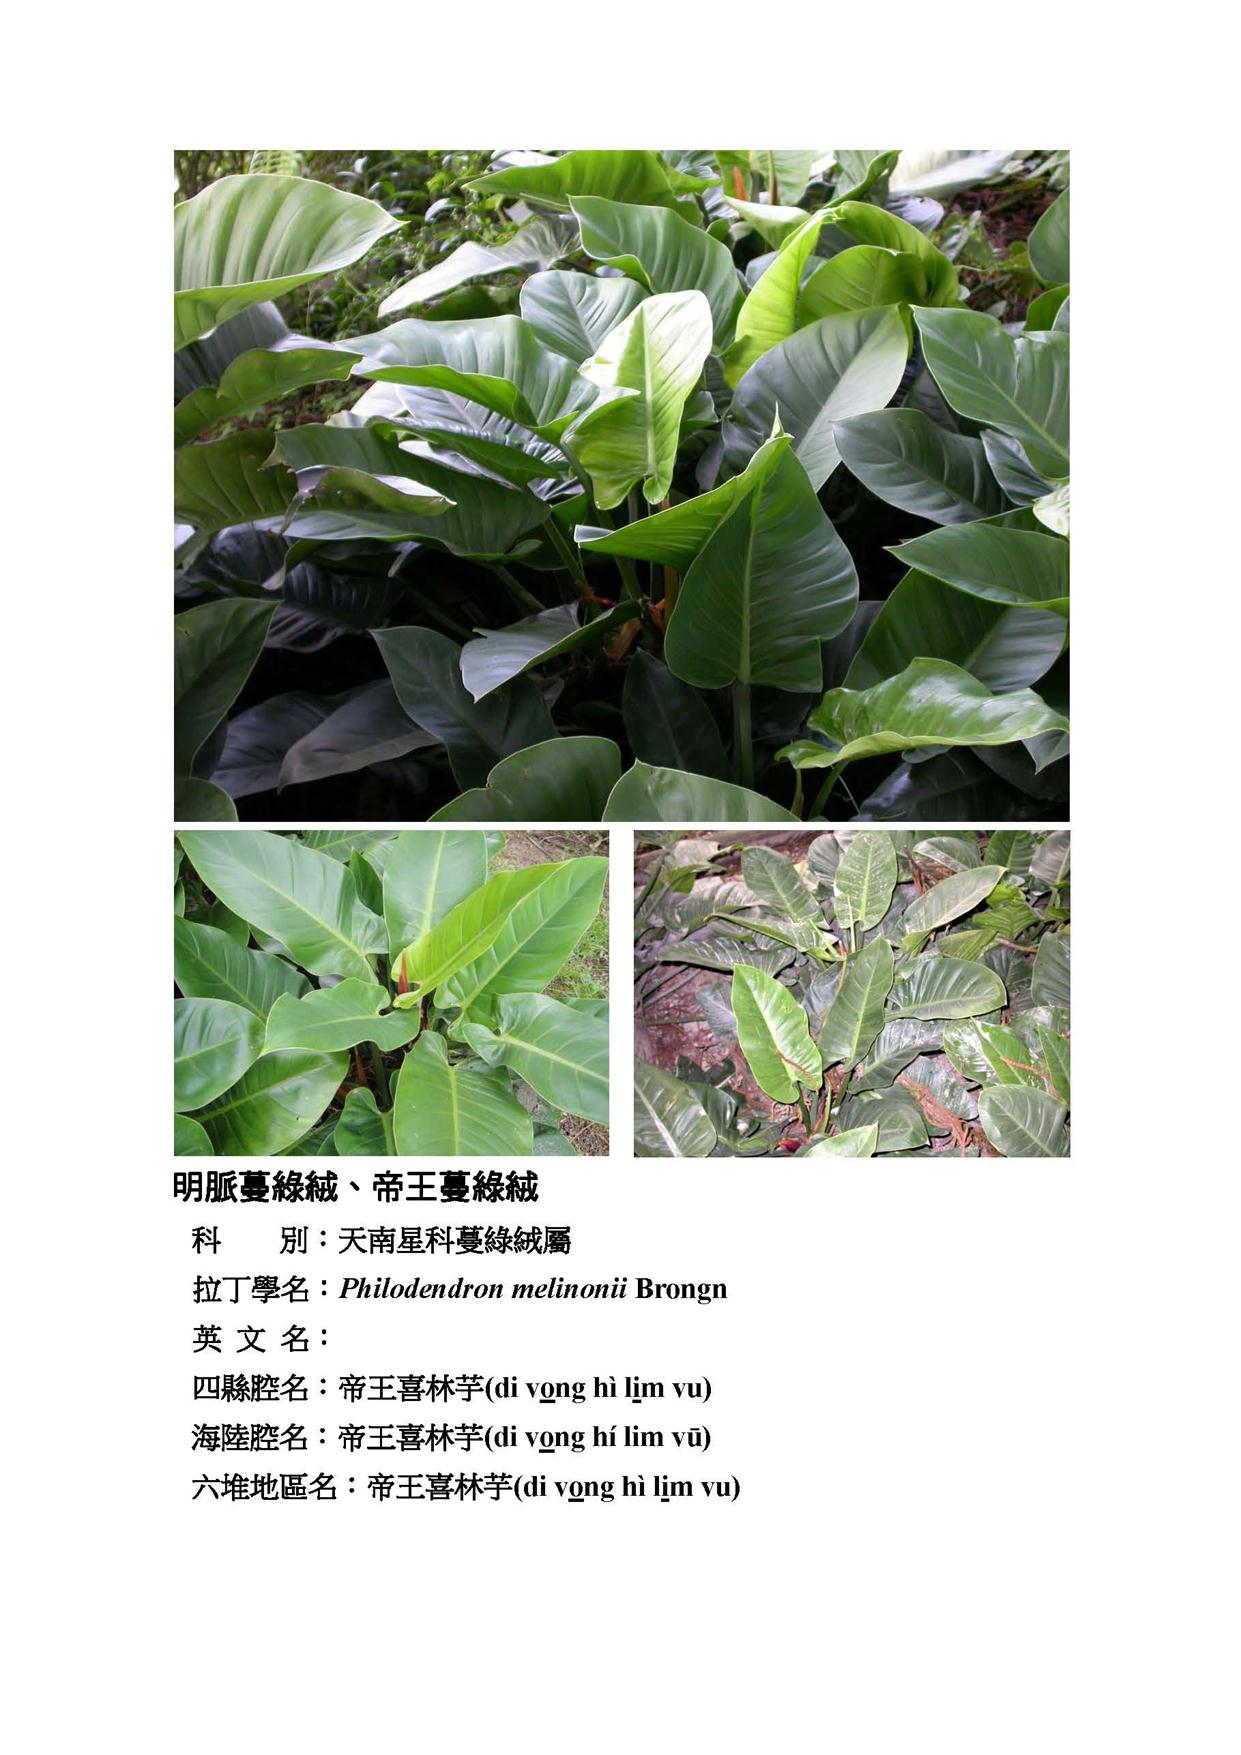 明脈蔓綠絨、帝王蔓綠絨
科　　別：天南星科蔓綠絨屬
拉丁學名：Philodendron melinonii Brongn
英 文 名：
四縣腔名：帝王喜林芋(di vo̲ng hì li̲m vu)
海陸腔名：帝王喜林芋(di vo̲ng hí lim vū)
六堆地區名：帝王喜林芋(di vo̲ng hì li̲m vu)